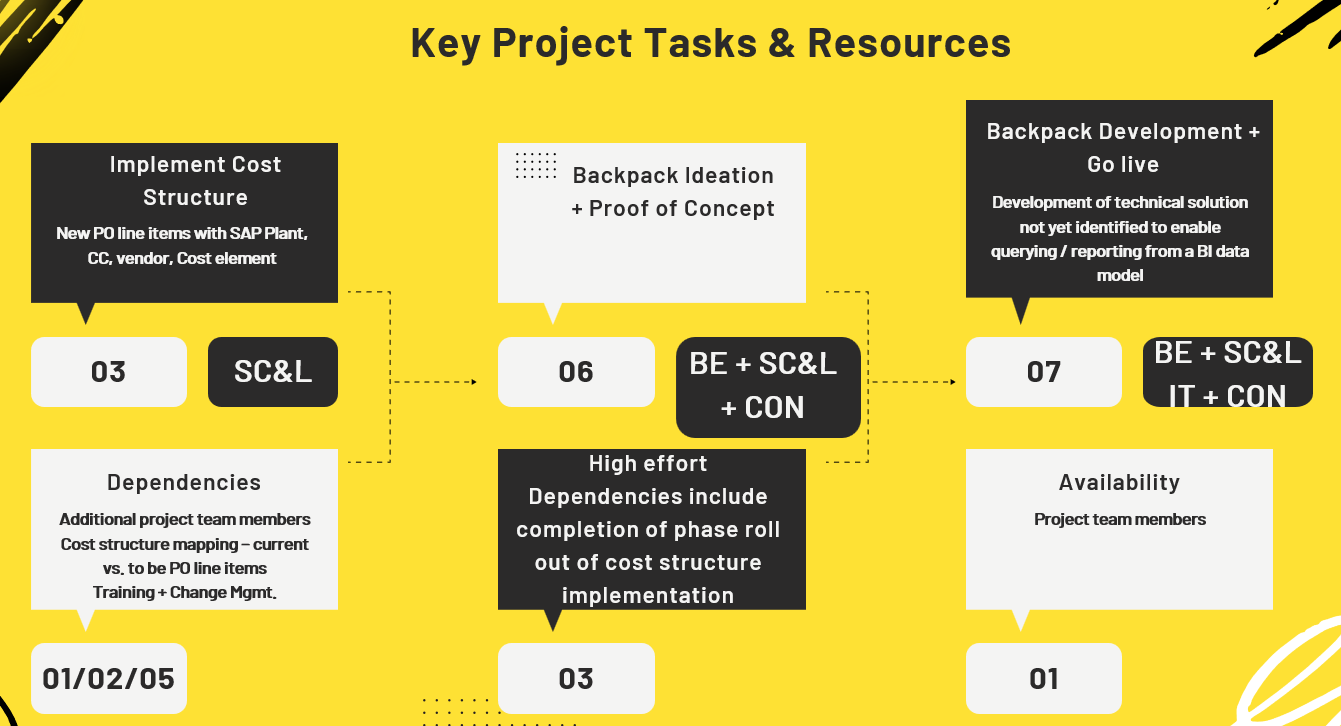 Key Project Tasks & Resources
Implement Cost
Structure
New PO line items with SAP Plant,
CC, vendor, Cost element
03
SC&L
Dependencies
Additional project team members
Cost structure mapping – current
vs. to be PO line items
Training + Change Mgmt.
01/02/05
Backpack Ideation
+ Proof of Concept
06
BE + SC&L
+ CON
High effort
Dependencies include
completion of phase roll
out of cost structure
implementation
03
Backpack Development +
Go live
Development of technical solution
not yet identified to enable
querying / reporting from a BI data
model
07
BE + SC&L
IT + CON
Availability
Project team members
01